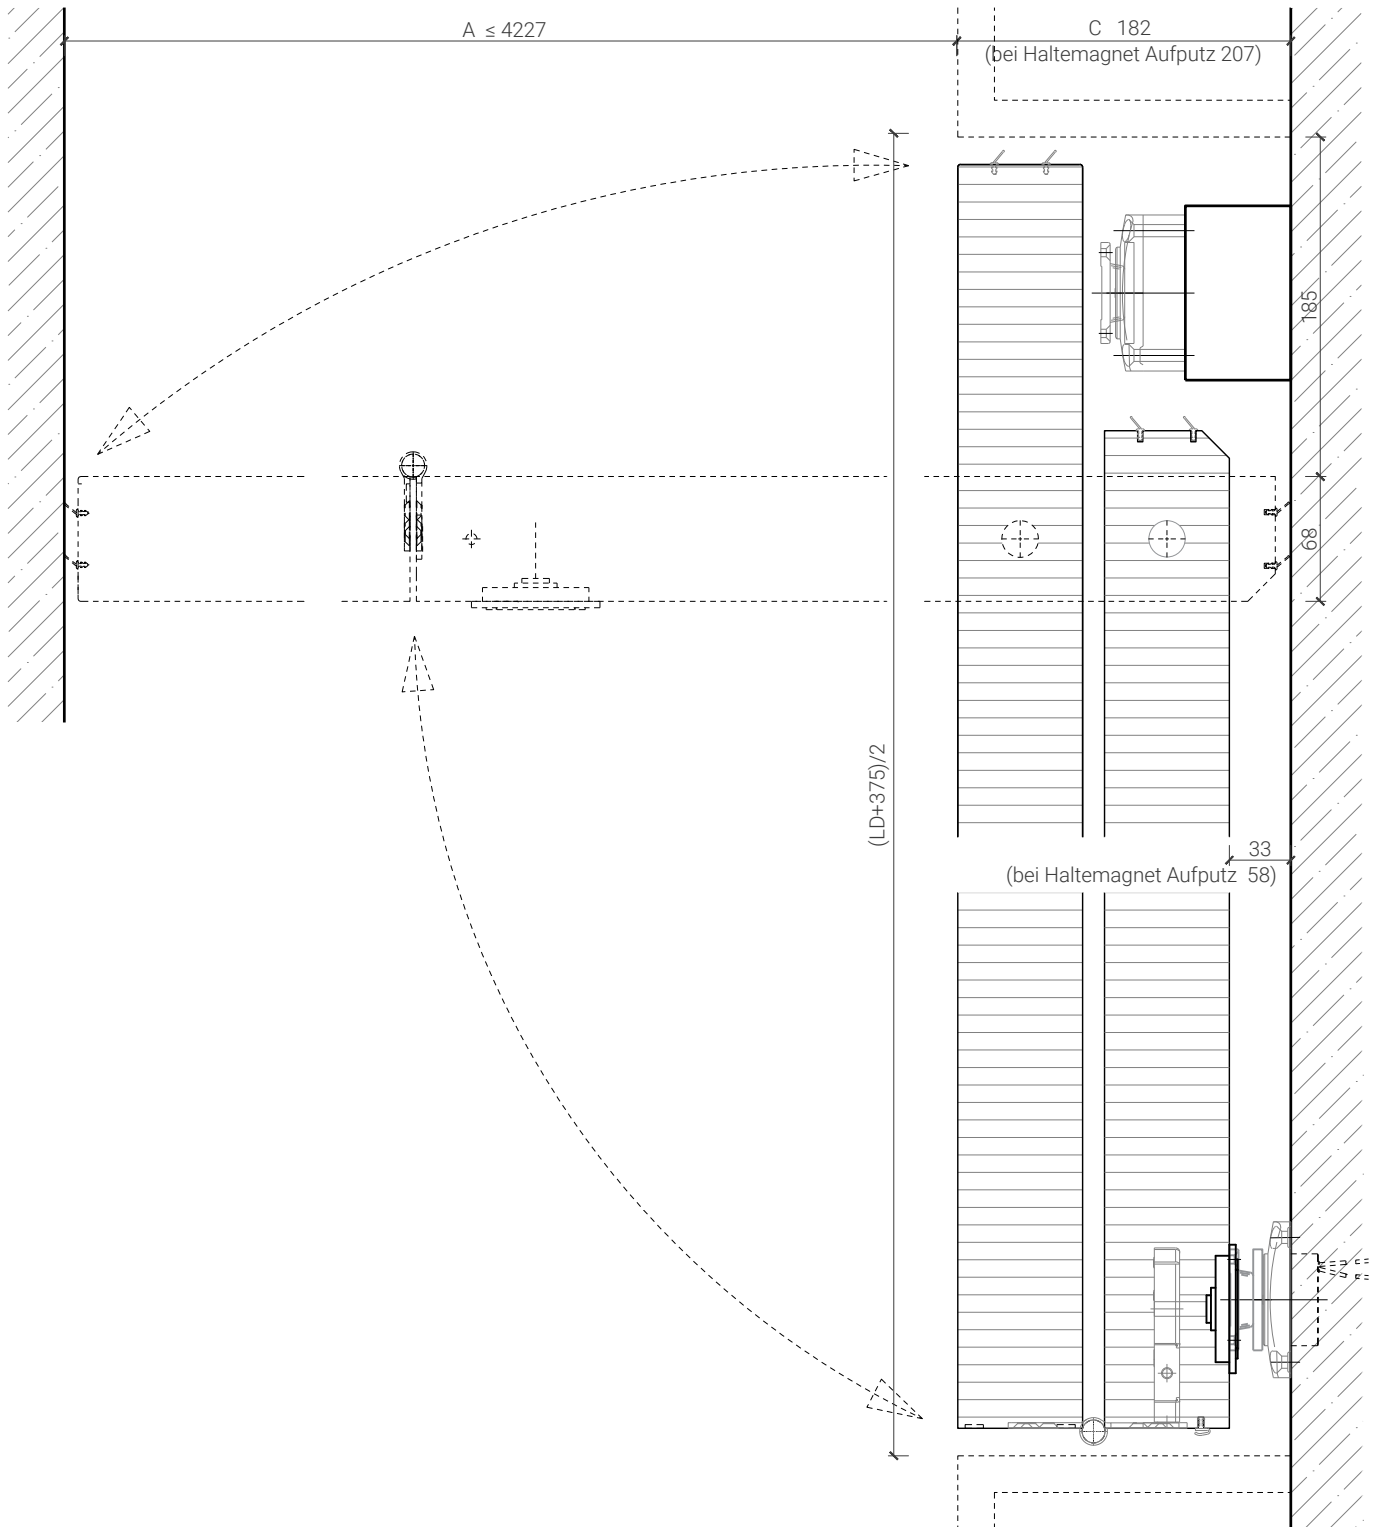 A ≤ 4227
C 182
(bei Haltemagnet Aufputz 207)
185
68
(LD+375)/2
33
(bei Haltemagnet Aufputz 58)